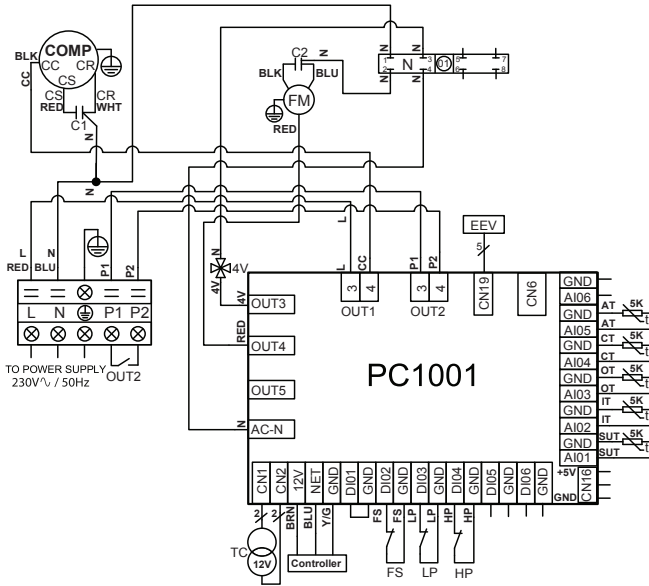 BLK
COMP
CC CR
CS
CC
CS CR
RED WHT
C1
N
N
C2
N
BLK BLU
FM
RED
N N
1 3 5 7
N 01
2 4 6 8
N N
N
L N P1 P2
RED BLU
L N P1 P2
TO POWER SUPPLY
230V∿ / 50Hz
OUT2
N
4V
4V
L CC P1 P2
EEV
5
3 4 3 4
OUT1 OUT2
CN19 CN6
4V
OUT3
RED
OUT4
OUT5
N
AC-N
PC1001
GND
AI06
GND
AT 5K
t
AI05
AT
GND
CT 5K
t
AI04
CT
GND
OT 5K
t
AI03
OT
GND
IT 5K
t
AI02
IT
GND
SUT 5K
t
AI01
SUT
+5V
CN16
GND
CN1 CN2 12V NET GND DI01 GND DI02 GND DI03 GND DI04 GND DI05 GND DI06 GND
2 2 BRN BLU Y/G FS FS LP LP HP HP
TC 12V
Controller
FS LP HP